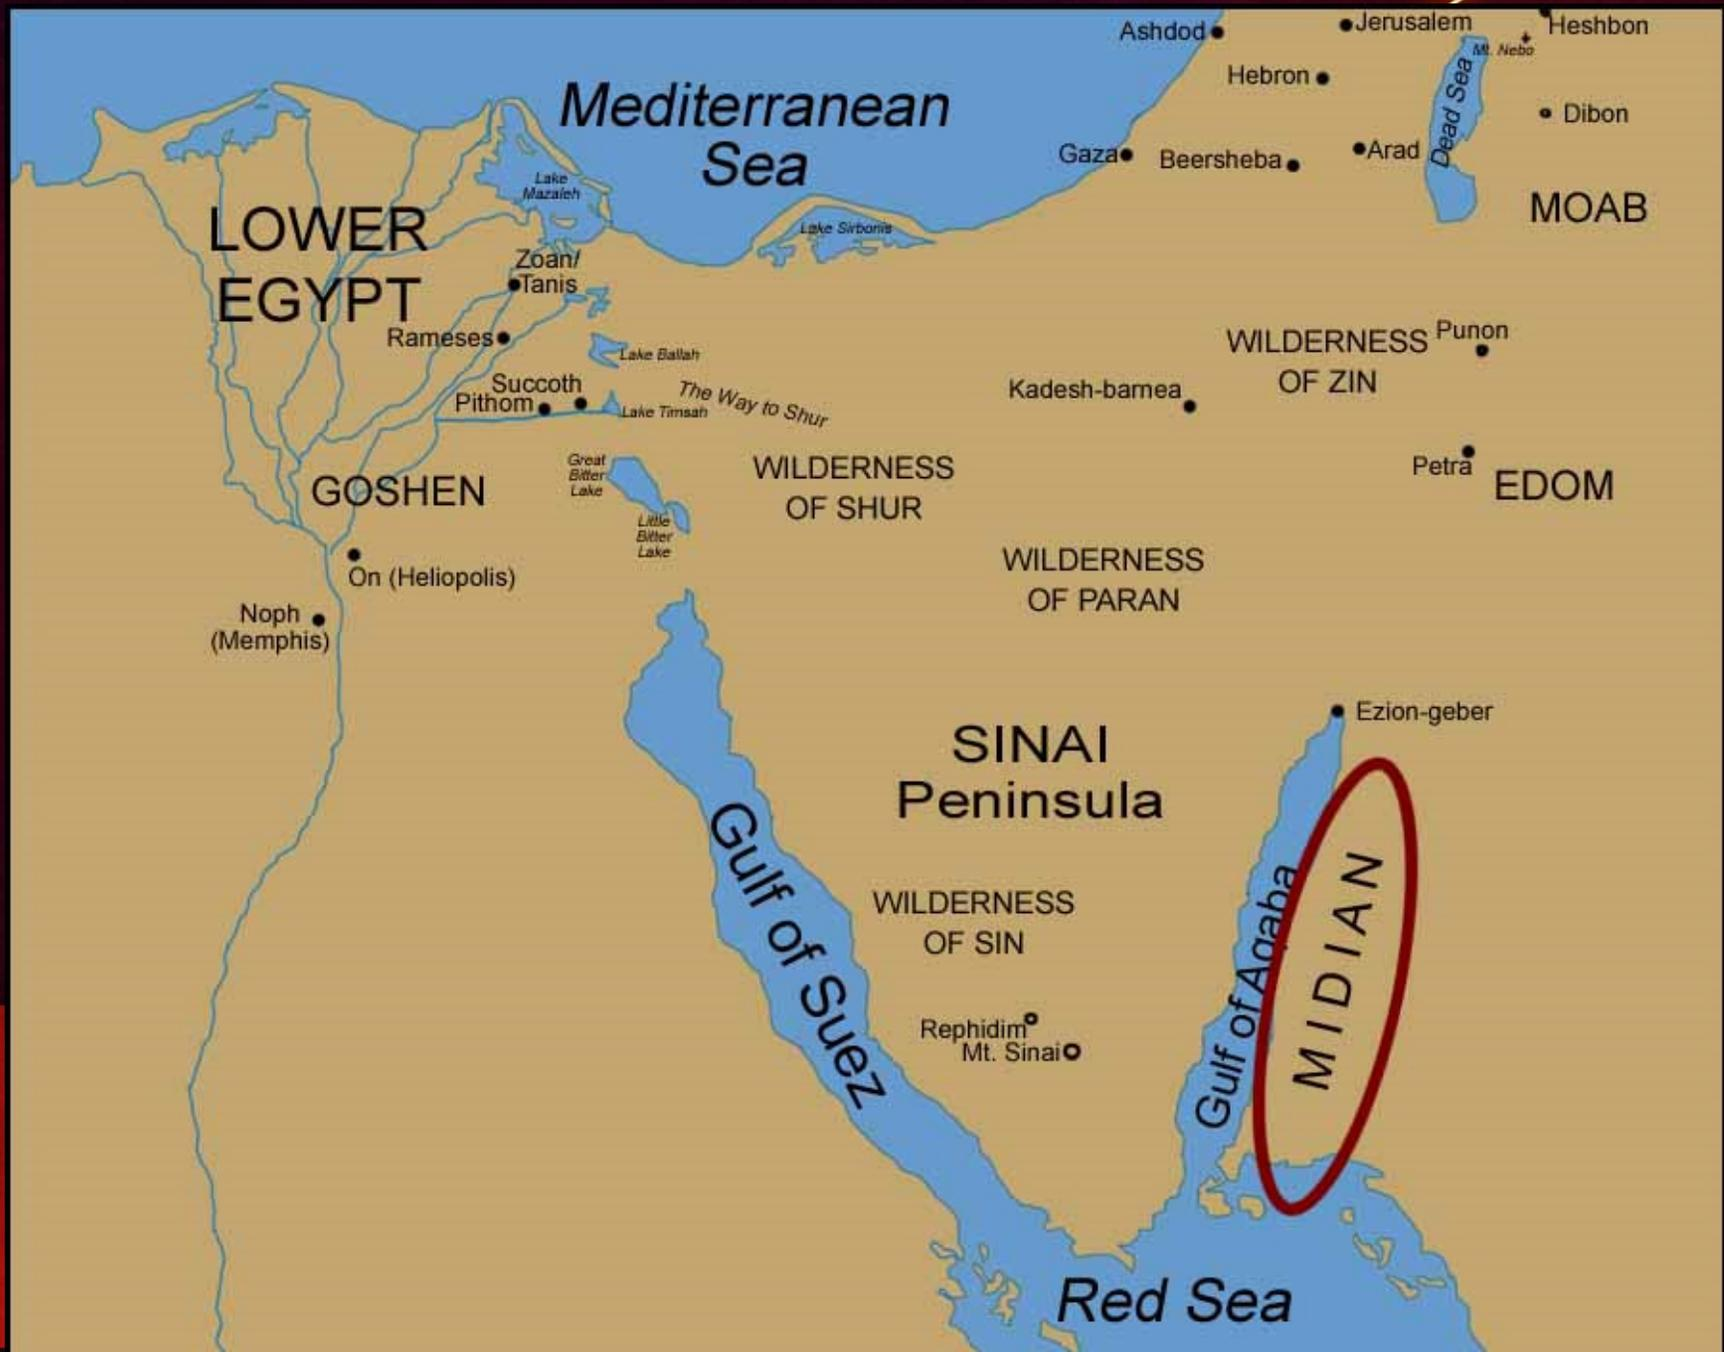 Ashdod
Jerusalem
Heshbon
Mt. Nebo
Hebron
Dead Sea
Mediterranean
Sea
Dibon
Gaza
Beersheba
Arad
Lake
Mazaleh
MOAB
LOWER
EGYPT
Lake Sirbonis
Zoan/
Tanis
Rameses
Lake Ballah
WILDERNESS
OF ZIN
Punon
Succoth
Pithom
Lake Timsah
The Way to Shur
Kadesh-barnea
GOSHEN
Great
Bitter
Lake
Little
Bitter
Lake
WILDERNESS
OF SHUR
Petra
EDOM
WILDERNESS
OF PARAN
On (Heliopolis)
Noph
(Memphis)
Ezion-geber
SINAI
Peninsula
Gulf of Suez
WILDERNESS
OF SIN
Gulf of Aqaba
MIDIAN
Rephidim
Mt. Sinai
Red Sea